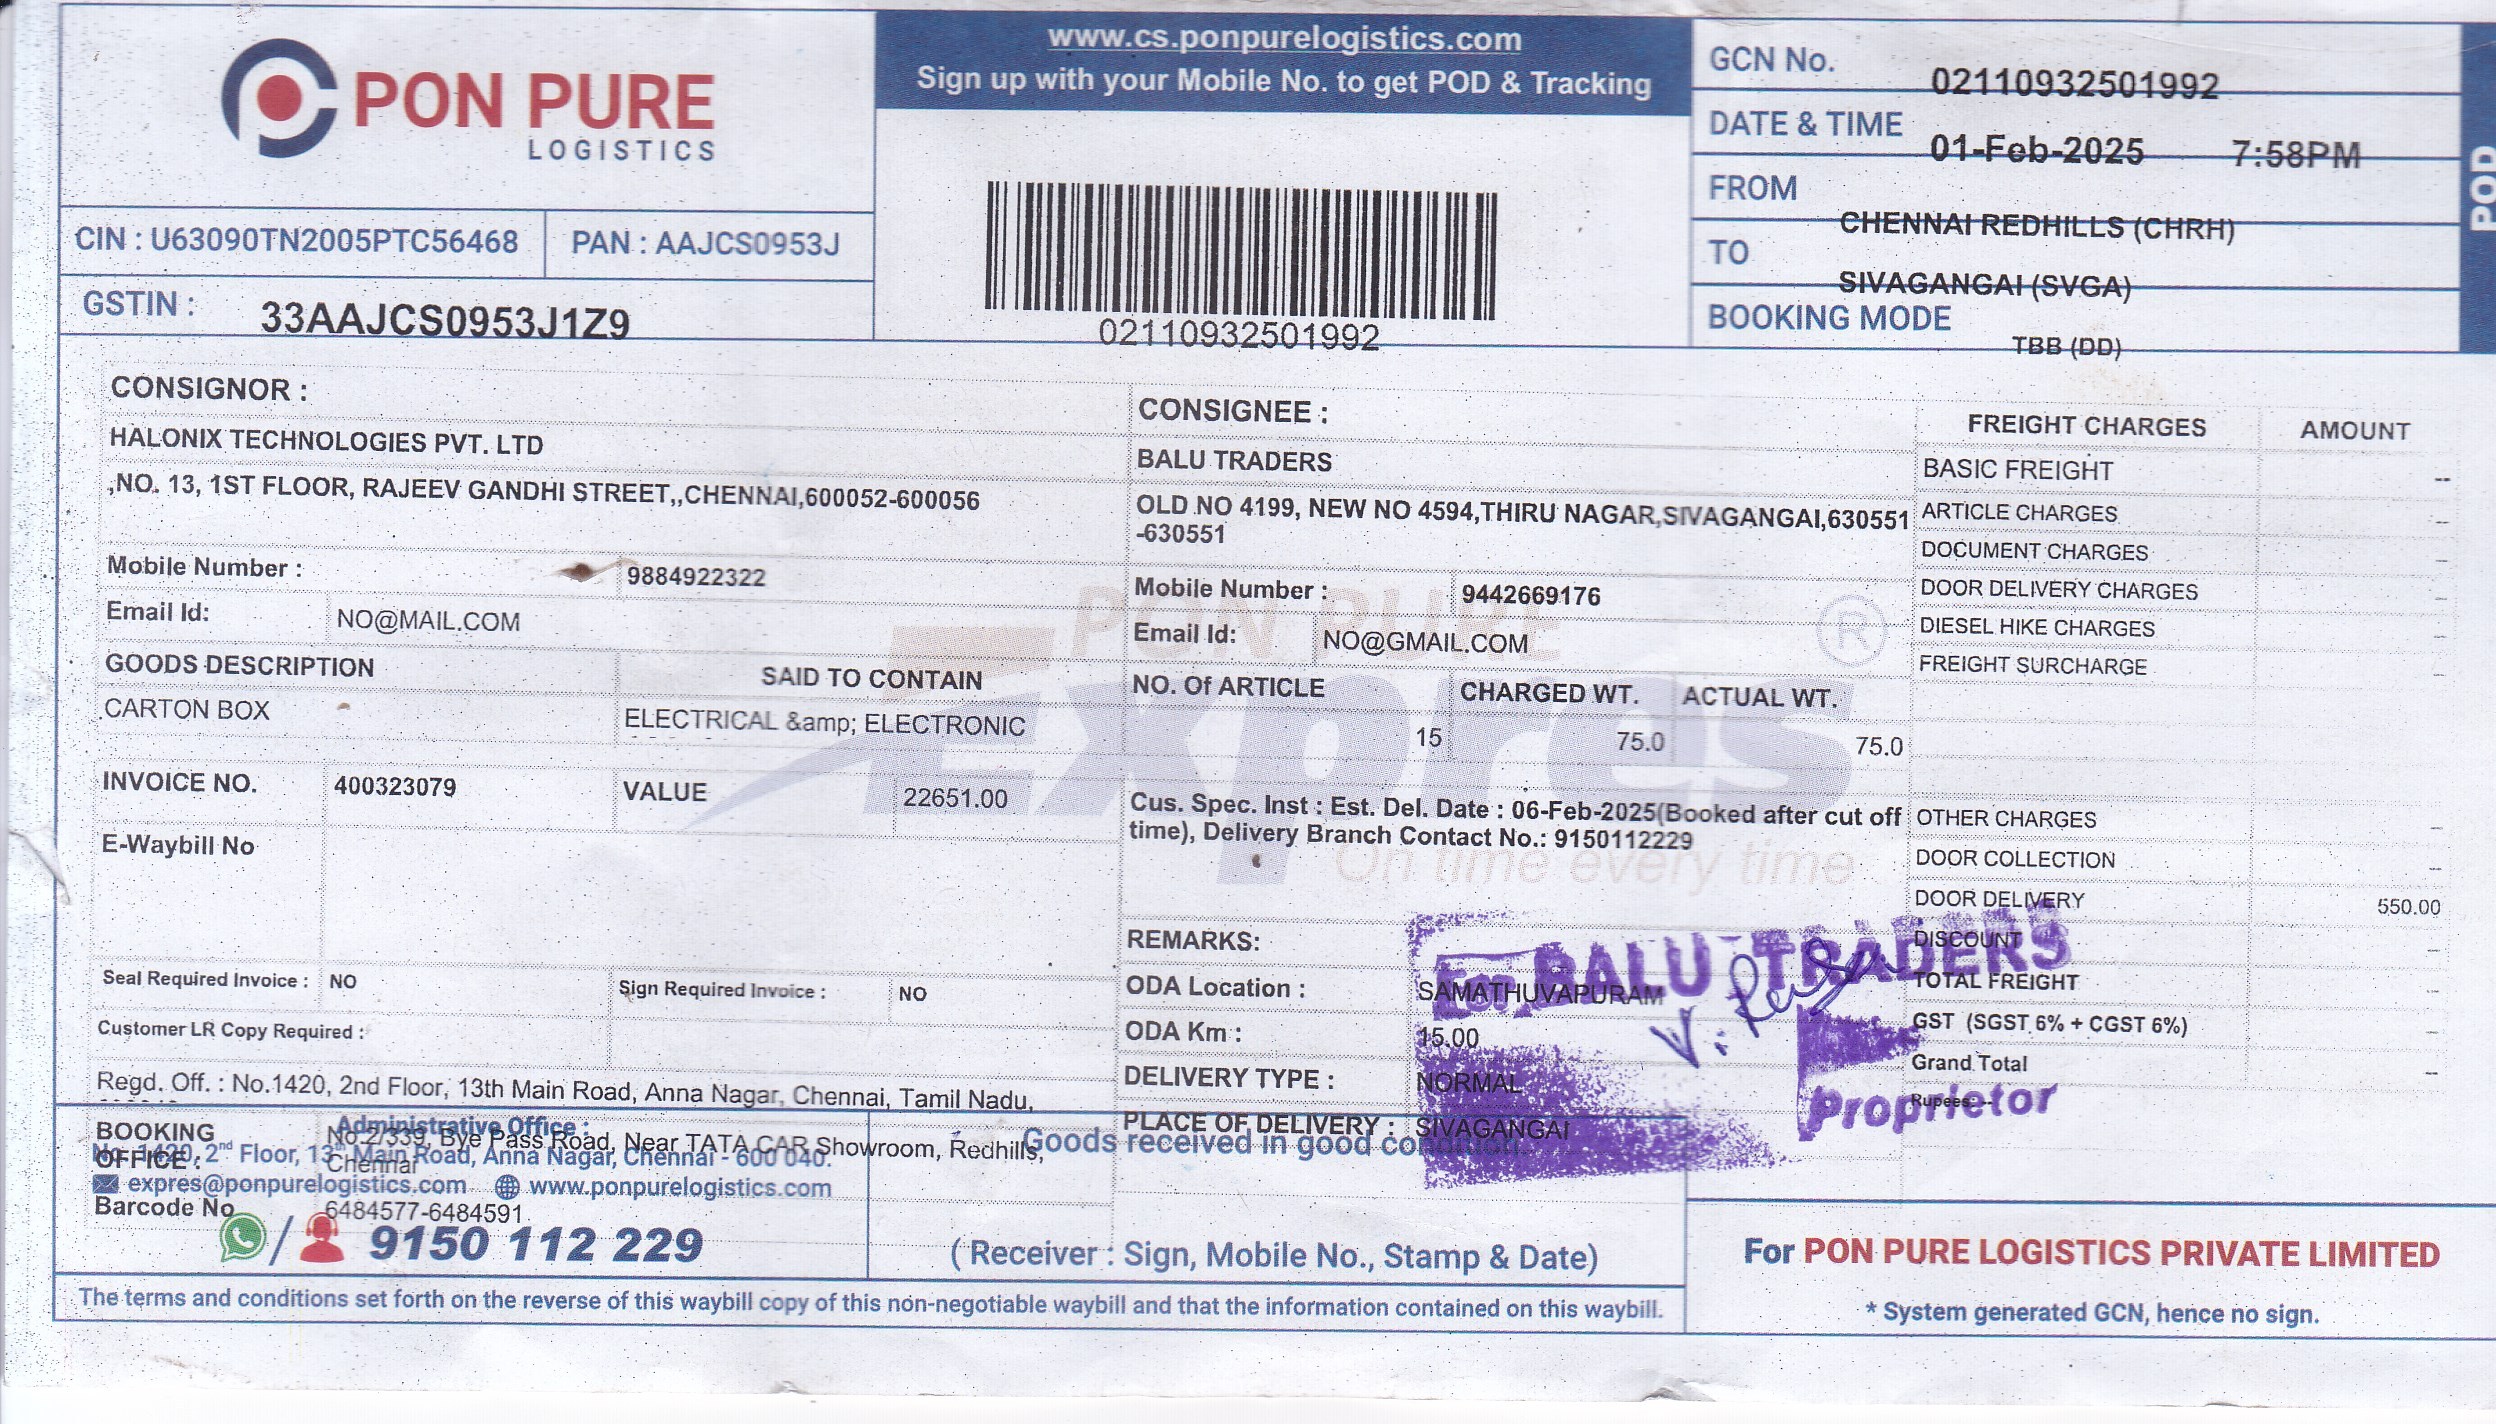 PON PURE
LOGISTICS
www.cs.ponpurelogistics.com
Sign up with your Mobile No. to get POD & Tracking
CIN : U63090TN2005PTC56468
PAN : AAJCS0953J
GSTIN : 33AAJCS0953J1Z9
02110932501992
GCN No. 02110932501992
DATE & TIME 01-Feb-2025 7:58PM
FROM CHENNAI REDHILLS (CHRH)
TO SIVAGANGAI (SVGA)
BOOKING MODE TBB (DD)
POD
CONSIGNOR :
HALONIX TECHNOLOGIES PVT. LTD
,NO. 13, 1ST FLOOR, RAJEEV GANDHI STREET,,CHENNAI,600052-600056
Mobile Number : 9884922322
Email Id: NO@MAIL.COM
CONSIGNEE :
BALU TRADERS
OLD NO 4199, NEW NO 4594,THIRU NAGAR,SIVAGANGAI,630551
-630551
Mobile Number : 9442669176
Email Id: NO@GMAIL.COM
GOODS DESCRIPTION SAID TO CONTAIN
CARTON BOX ELECTRICAL &amp; ELECTRONIC
NO. Of ARTICLE CHARGED WT. ACTUAL WT.
15 75.0 75.0
INVOICE NO. 400323079 VALUE 22651.00
E-Waybill No
Cus. Spec. Inst : Est. Del. Date : 06-Feb-2025(Booked after cut off
time), Delivery Branch Contact No.: 9150112229
PON PURE
Expres
®
On time every time
FREIGHT CHARGES AMOUNT
BASIC FREIGHT --
ARTICLE CHARGES --
DOCUMENT CHARGES --
DOOR DELIVERY CHARGES --
DIESEL HIKE CHARGES --
FREIGHT SURCHARGE --
OTHER CHARGES --
DOOR COLLECTION --
DOOR DELIVERY 550.00
DISCOUNT --
TOTAL FREIGHT --
GST (SGST 6% + CGST 6%) --
Grand Total --
Rupees: --
Seal Required Invoice : NO
Sign Required Invoice : NO
Customer LR Copy Required :
REMARKS:
ODA Location : SAMATHUVAPURAM
ODA Km : 15.00
DELIVERY TYPE : NORMAL
PLACE OF DELIVERY : SIVAGANGAI
For BALU TRADERS
Proprietor
Regd. Off. : No.1420, 2nd Floor, 13th Main Road, Anna Nagar, Chennai, Tamil Nadu,
BOOKING
OFFICE :
No.2/339, Bye Pass Road, Near TATA CAR Showroom, Redhills,
Chennai
Administrative Office :
No. 1420, 2nd Floor, 13th Main Road, Anna Nagar, Chennai - 600 040.
expres@ponpurelogistics.com www.ponpurelogistics.com
Barcode No 6484577-6484591
/ 9150 112 229
Goods received in good condition.
( Receiver : Sign, Mobile No., Stamp & Date)
For PON PURE LOGISTICS PRIVATE LIMITED
* System generated GCN, hence no sign.
The terms and conditions set forth on the reverse of this waybill copy of this non-negotiable waybill and that the information contained on this waybill.